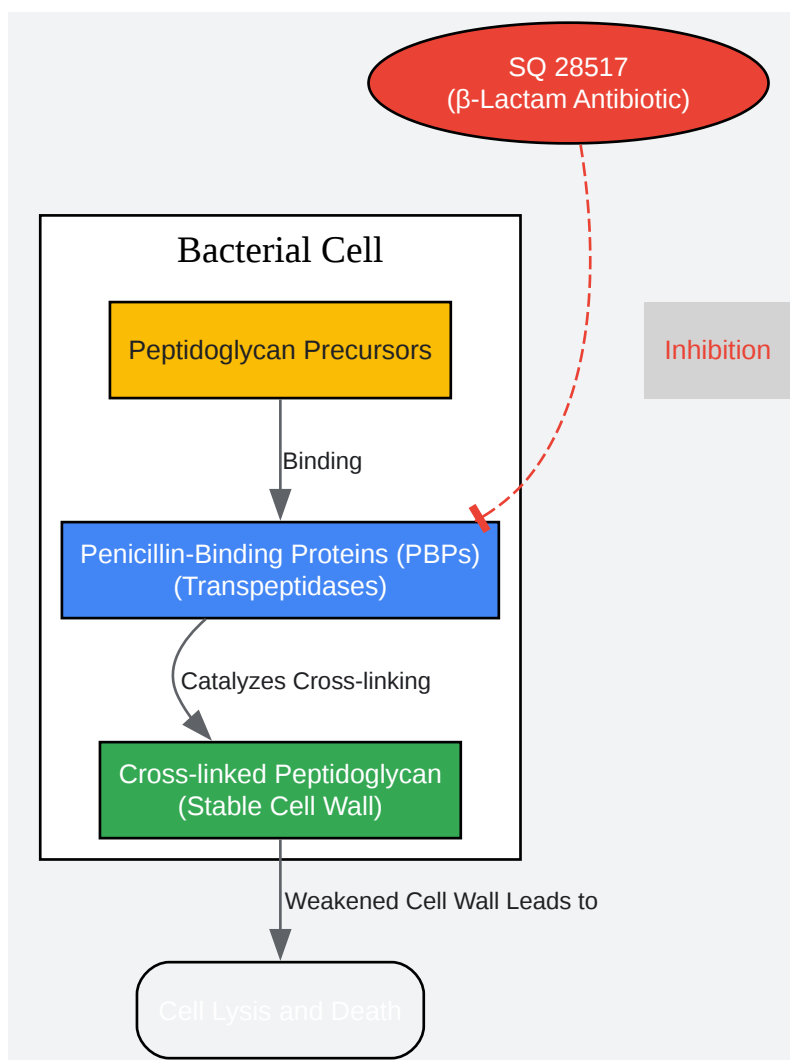 SQ 28517
(β-Lactam Antibiotic)
Bacterial Cell
Peptidoglycan Precursors
Inhibition
Binding
Penicillin-Binding Proteins (PBPs)
(Transpeptidases)
Catalyzes Cross-linking
Cross-linked Peptidoglycan
(Stable Cell Wall)
Weakened Cell Wall Leads to
Cell Lysis and Death